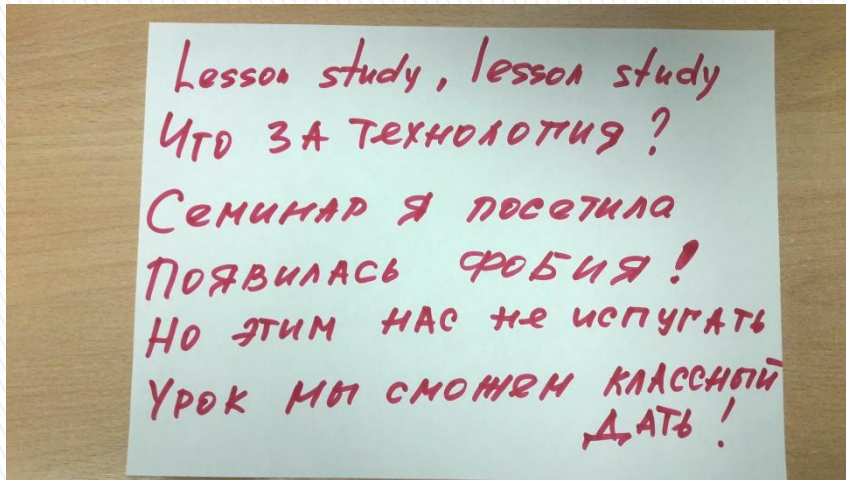 Lesson study, lesson study
Что за технология?
Семинар я посетила
Появилась фобия!
Но этим нас не испугать
Урок мы сможем классный
дать!